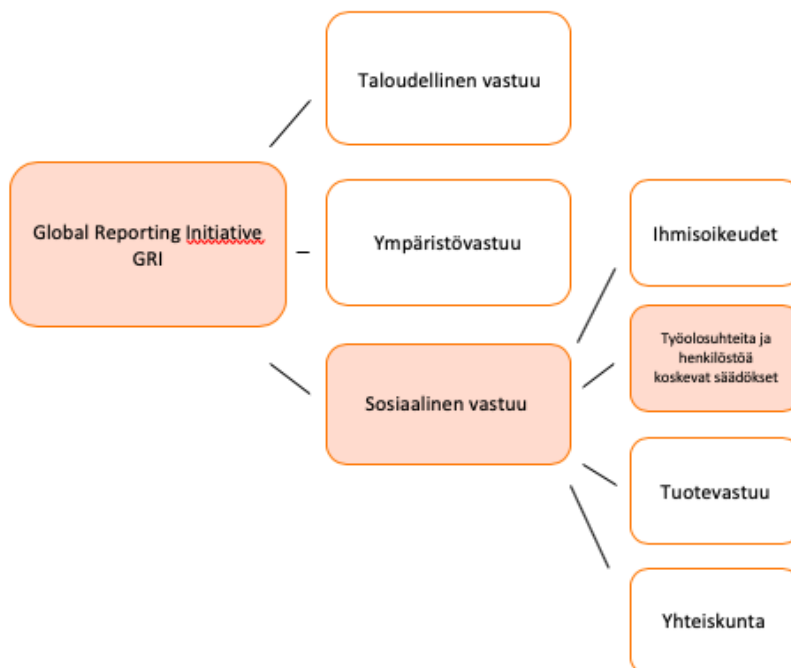 Taloudellinen vastuu
Global Reporting Initiative
GRI
Ympäristövastuu
Sosiaalinen vastuu
Ihmisoikeudet
Työolosuhteita ja
henkilöstöä
koskevat säädökset
Tuotevastuu
Yhteiskunta